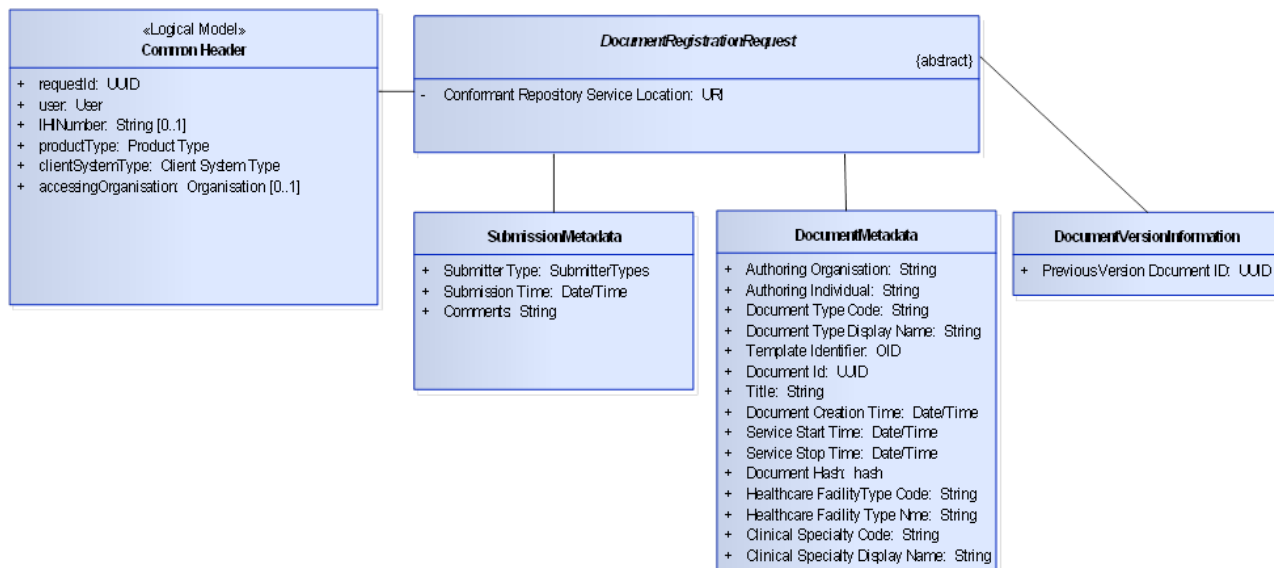 «Logical Model»
Common Header
+ requestId: UUID
+ user: User
+ IHINumber: String [0..1]
+ productType: Product Type
+ clientSystemType: Client System Type
+ accessingOrganisation: Organisation [0..1]
DocumentRegistrationRequest
{abstract}
- Conformant Repository Service Location: URI
SubmissionMetadata
+ Submitter Type: SubmitterTypes
+ Submission Time: Date/Time
+ Comments: String
DocumentMetadata
+ Authoring Organisation: String
+ Authoring Individual: String
+ Document Type Code: String
+ Document Type Display Name: String
+ Template Identifier: OID
+ Document Id: UUID
+ Title: String
+ Document Creation Time: Date/Time
+ Service Start Time: Date/Time
+ Service Stop Time: Date/Time
+ Document Hash: hash
+ Healthcare FacilityType Code: String
+ Healthcare Facility Type Nme: String
+ Clinical Specialty Code: String
+ Clinical Specialty Display Name: String
DocumentVersionInformation
+ PreviousVersion Document ID: UUID